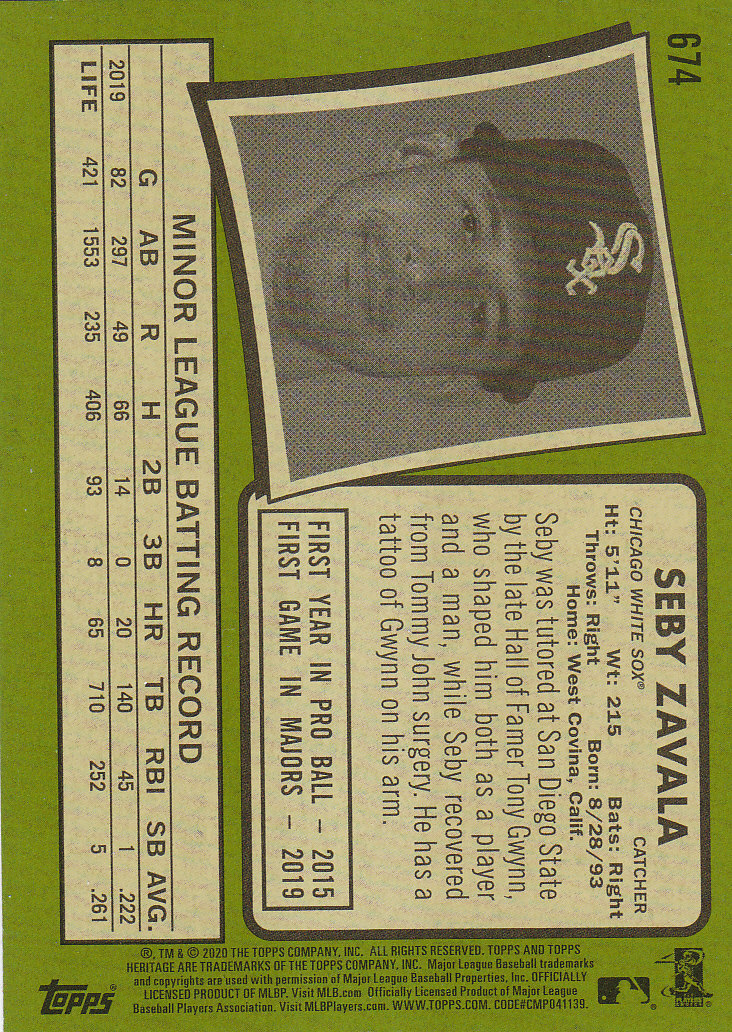 674
SEBY ZAVALA
CHICAGO WHITE SOX® CATCHER
Ht: 5'11" Wt: 215 Bats: Right
Throws: Right Born: 8/28/93
Home: West Covina, Calif.
Seby was tutored at San Diego State
by the late Hall of Famer Tony Gwynn,
who shaped him both as a player
and a man, while Seby recovered
from Tommy John surgery. He has a
tattoo of Gwynn on his arm.
FIRST YEAR IN PRO BALL – 2015
FIRST GAME IN MAJORS – 2019
MINOR LEAGUE BATTING RECORD
G AB R H 2B 3B HR TB RBI SB AVG.
2019 82 297 49 66 14 0 20 140 45 1 .222
LIFE 421 1553 235 406 93 8 65 710 252 5 .261
®, TM & © 2020 THE TOPPS COMPANY, INC. ALL RIGHTS RESERVED. TOPPS AND TOPPS
HERITAGE ARE TRADEMARKS OF THE TOPPS COMPANY, INC. Major League Baseball trademarks
and copyrights are used with permission of Major League Baseball Properties, Inc. OFFICIALLY
LICENSED PRODUCT OF MLBP. Visit MLB.com Officially Licensed Product of Major League
Baseball Players Association. Visit MLBPlayers.com. WWW.TOPPS.COM. CODE#CMP041139.
topps®